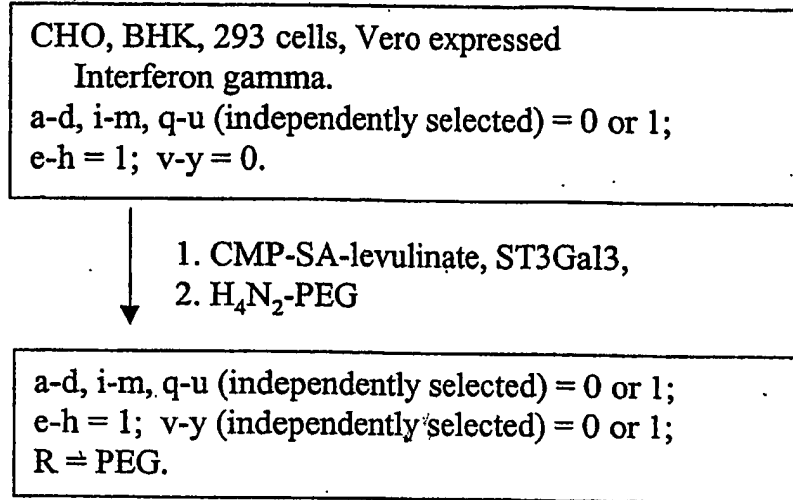 CHO, BHK, 293 cells, Vero expressed
Interferon gamma.
a-d, i-m, q-u (independently selected) = 0 or 1;
e-h = 1; v-y = 0.
1. CMP-SA-levulinate, ST3Gal3,
2. H₄N₂-PEG
a-d, i-m, q-u (independently selected) = 0 or 1;
e-h = 1; v-y (independently selected) = 0 or 1;
R = PEG.